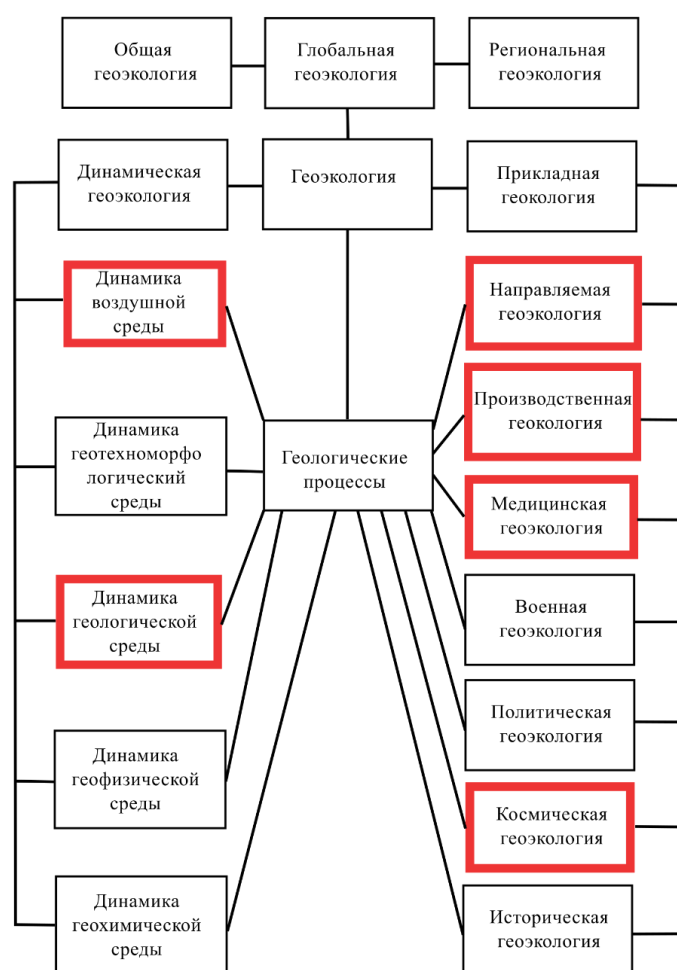 Общая
геоэкология
Глобальная
геоэкология
Региональная
геоэкология
Динамическая
геоэкология
Геоэкология
Прикладная
геокология
Динамика
воздушной
среды
Направляемая
геоэкология
Производственная
геокология
Динамика
геотехноморфо
логический
среды
Геологические
процессы
Медицинская
геоэкология
Динамика
геологической
среды
Военная
геоэкология
Политическая
геоэкология
Динамика
геофизической
среды
Космическая
геоэкология
Динамика
геохимической
среды
Историческая
геоэкология